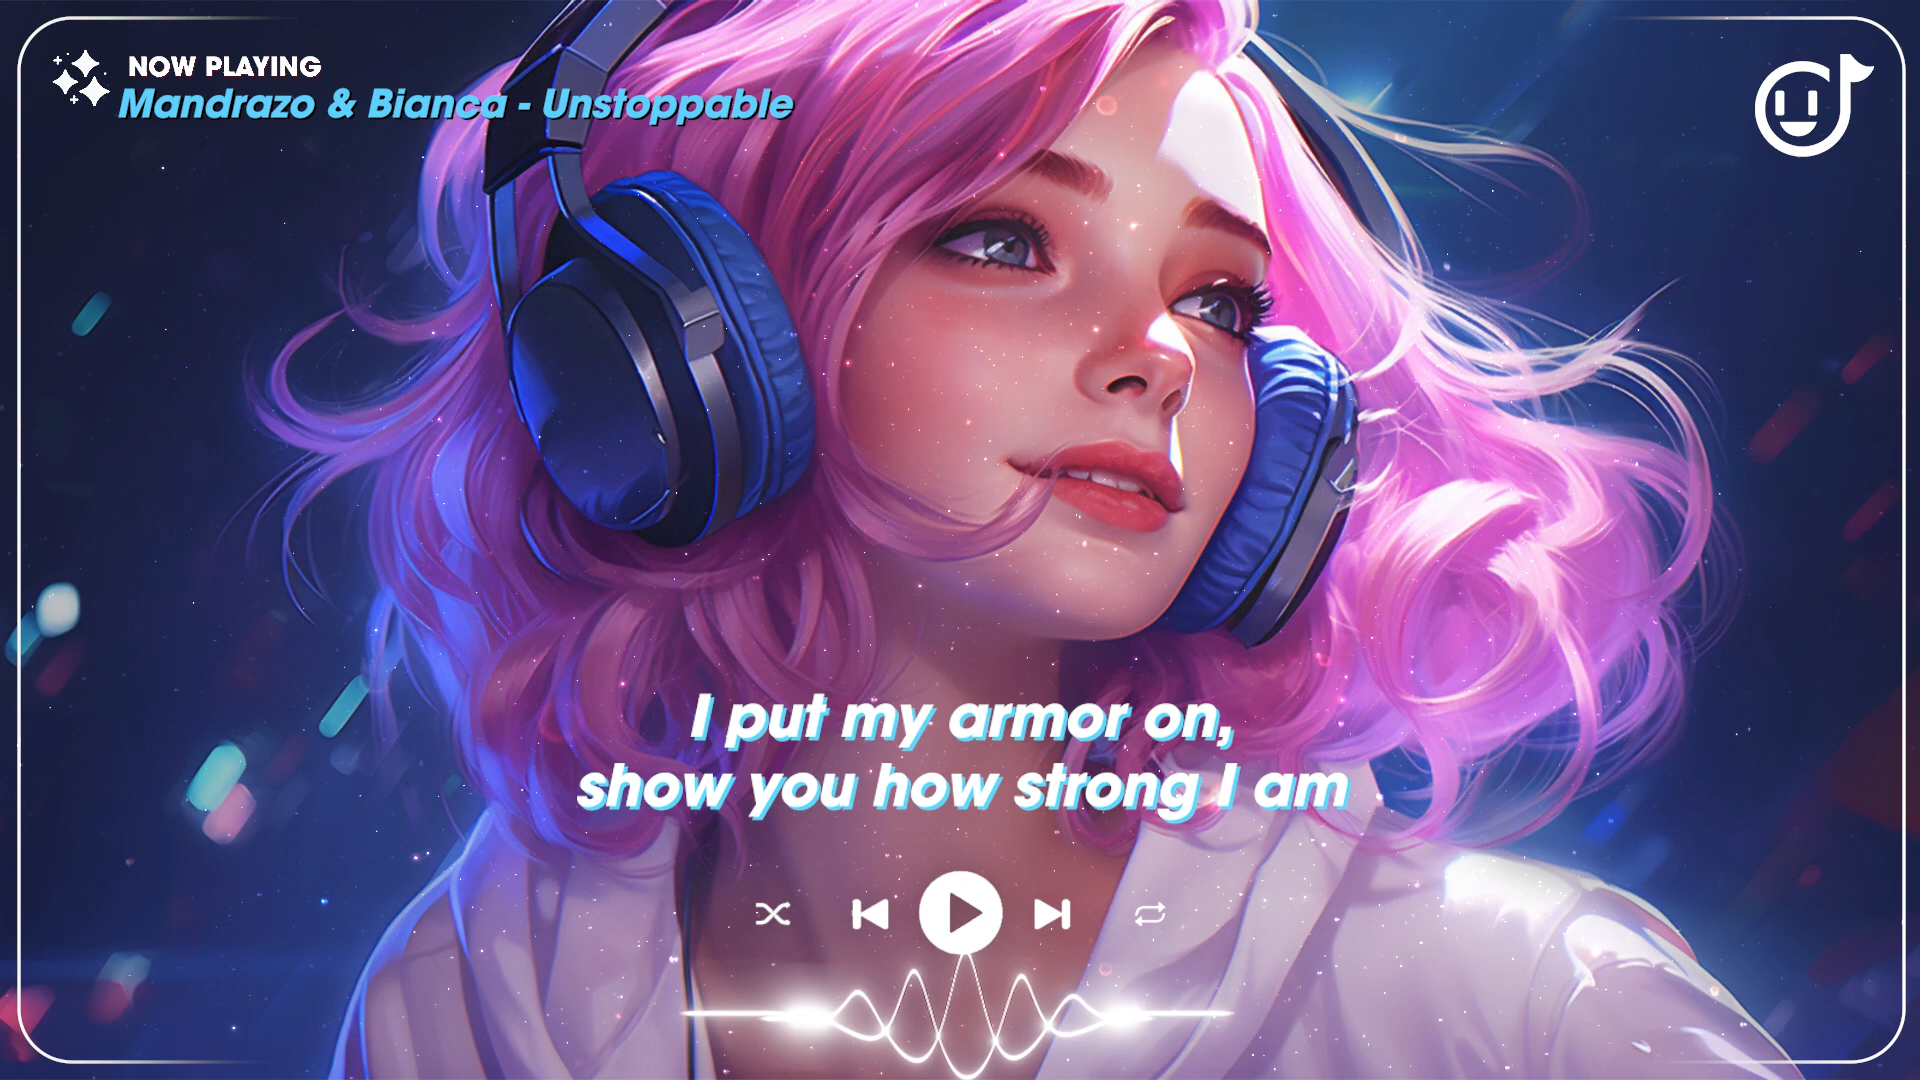 NOW PLAYING
Mandrazo & Bianca - Unstoppable
I put my armor on,
show you how strong I am